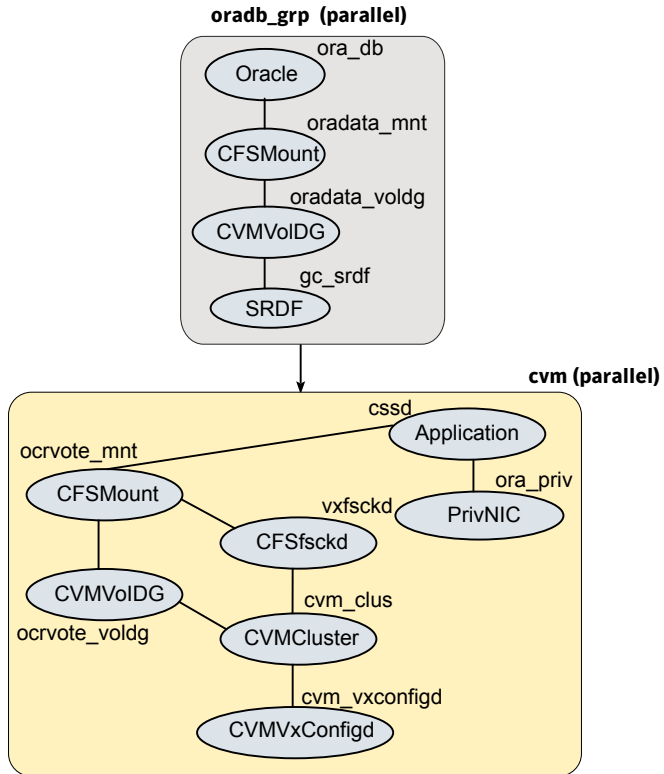 oradb_grp (parallel)
ora_db
Oracle
oradata_mnt
CFSMount
oradata_voldg
CVMVolDG
gc_srdf
SRDF
cvm (parallel)
cssd
Application
ocrvote_mnt
CFSMount
ora_priv
PrivNIC
vxfsckd
CFSfsckd
CVMVolDG
ocrvote_voldg
cvm_clus
CVMCluster
cvm_vxconfigd
CVMVxConfigd